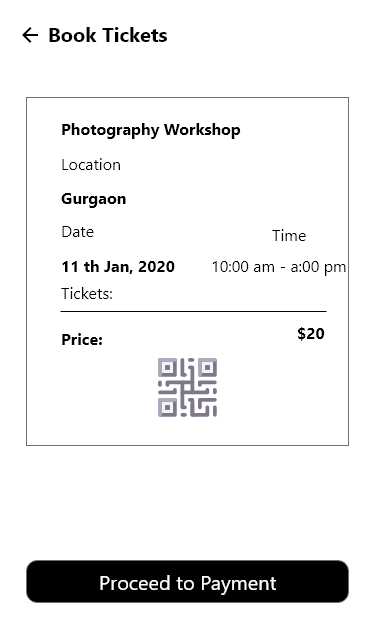 Book Tickets
Photography Workshop
Location
Gurgaon
Date
Time
11 th Jan, 2020 10:00 am - a:00 pm
Tickets:
Price: $20
Proceed to Payment